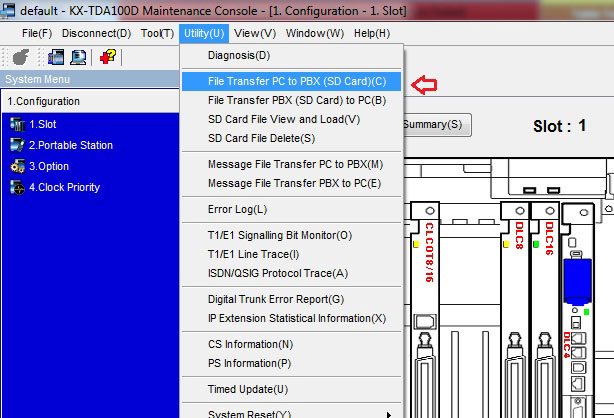 default - KX-TDA100D Maintenance Console - [1. Configuration - 1. Slot]
File(F) Disconnect(D) Tool(T) Utility(U) View(V) Window(W) Help(H)
System Menu
1.Configuration
1.Slot
2.Portable Station
3.Option
4.Clock Priority
Diagnosis(D)
File Transfer PC to PBX (SD Card)(C)
File Transfer PBX (SD Card) to PC(B)
SD Card File View and Load(V)
SD Card File Delete(S)
Message File Transfer PC to PBX(M)
Message File Transfer PBX to PC(E)
Error Log(L)
T1/E1 Signalling Bit Monitor(O)
T1/E1 Line Trace(I)
ISDN/QSIG Protocol Trace(A)
Digital Trunk Error Report(G)
IP Extension Statistical Information(X)
CS Information(N)
PS Information(P)
Timed Update(U)
System Reset(Y)
Summary(S)
Slot : 1
CLCOT8/16
DLC8
DLC16
DLC4